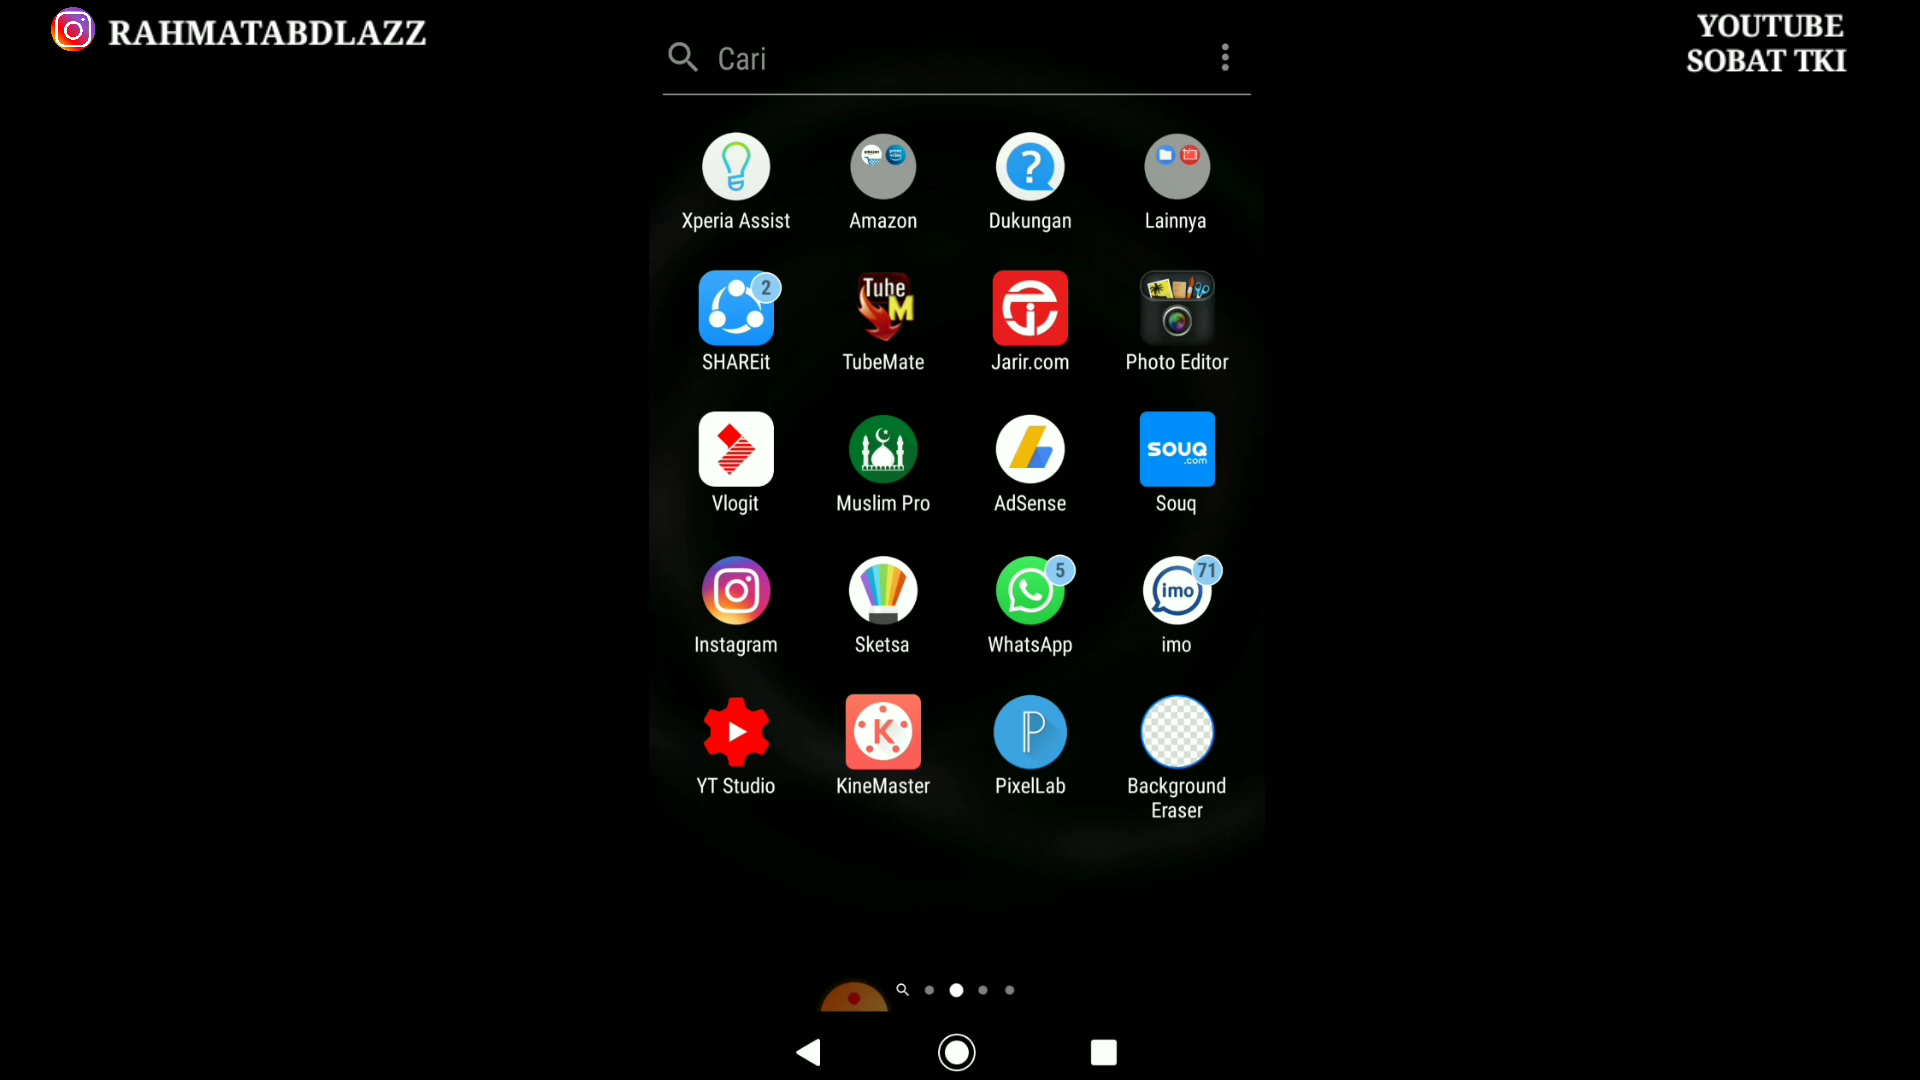 RAHMATABDLAZZ
YOUTUBE
SOBAT TKI
Cari
Xperia Assist
Amazon
Dukungan
Lainnya
2
Tube
M
SHAREit
TubeMate
Jarir.com
Photo Editor
souq
.com
Vlogit
Muslim Pro
AdSense
Souq
5
imo
71
Instagram
Sketsa
WhatsApp
imo
K
P
YT Studio
KineMaster
PixelLab
Background
Eraser